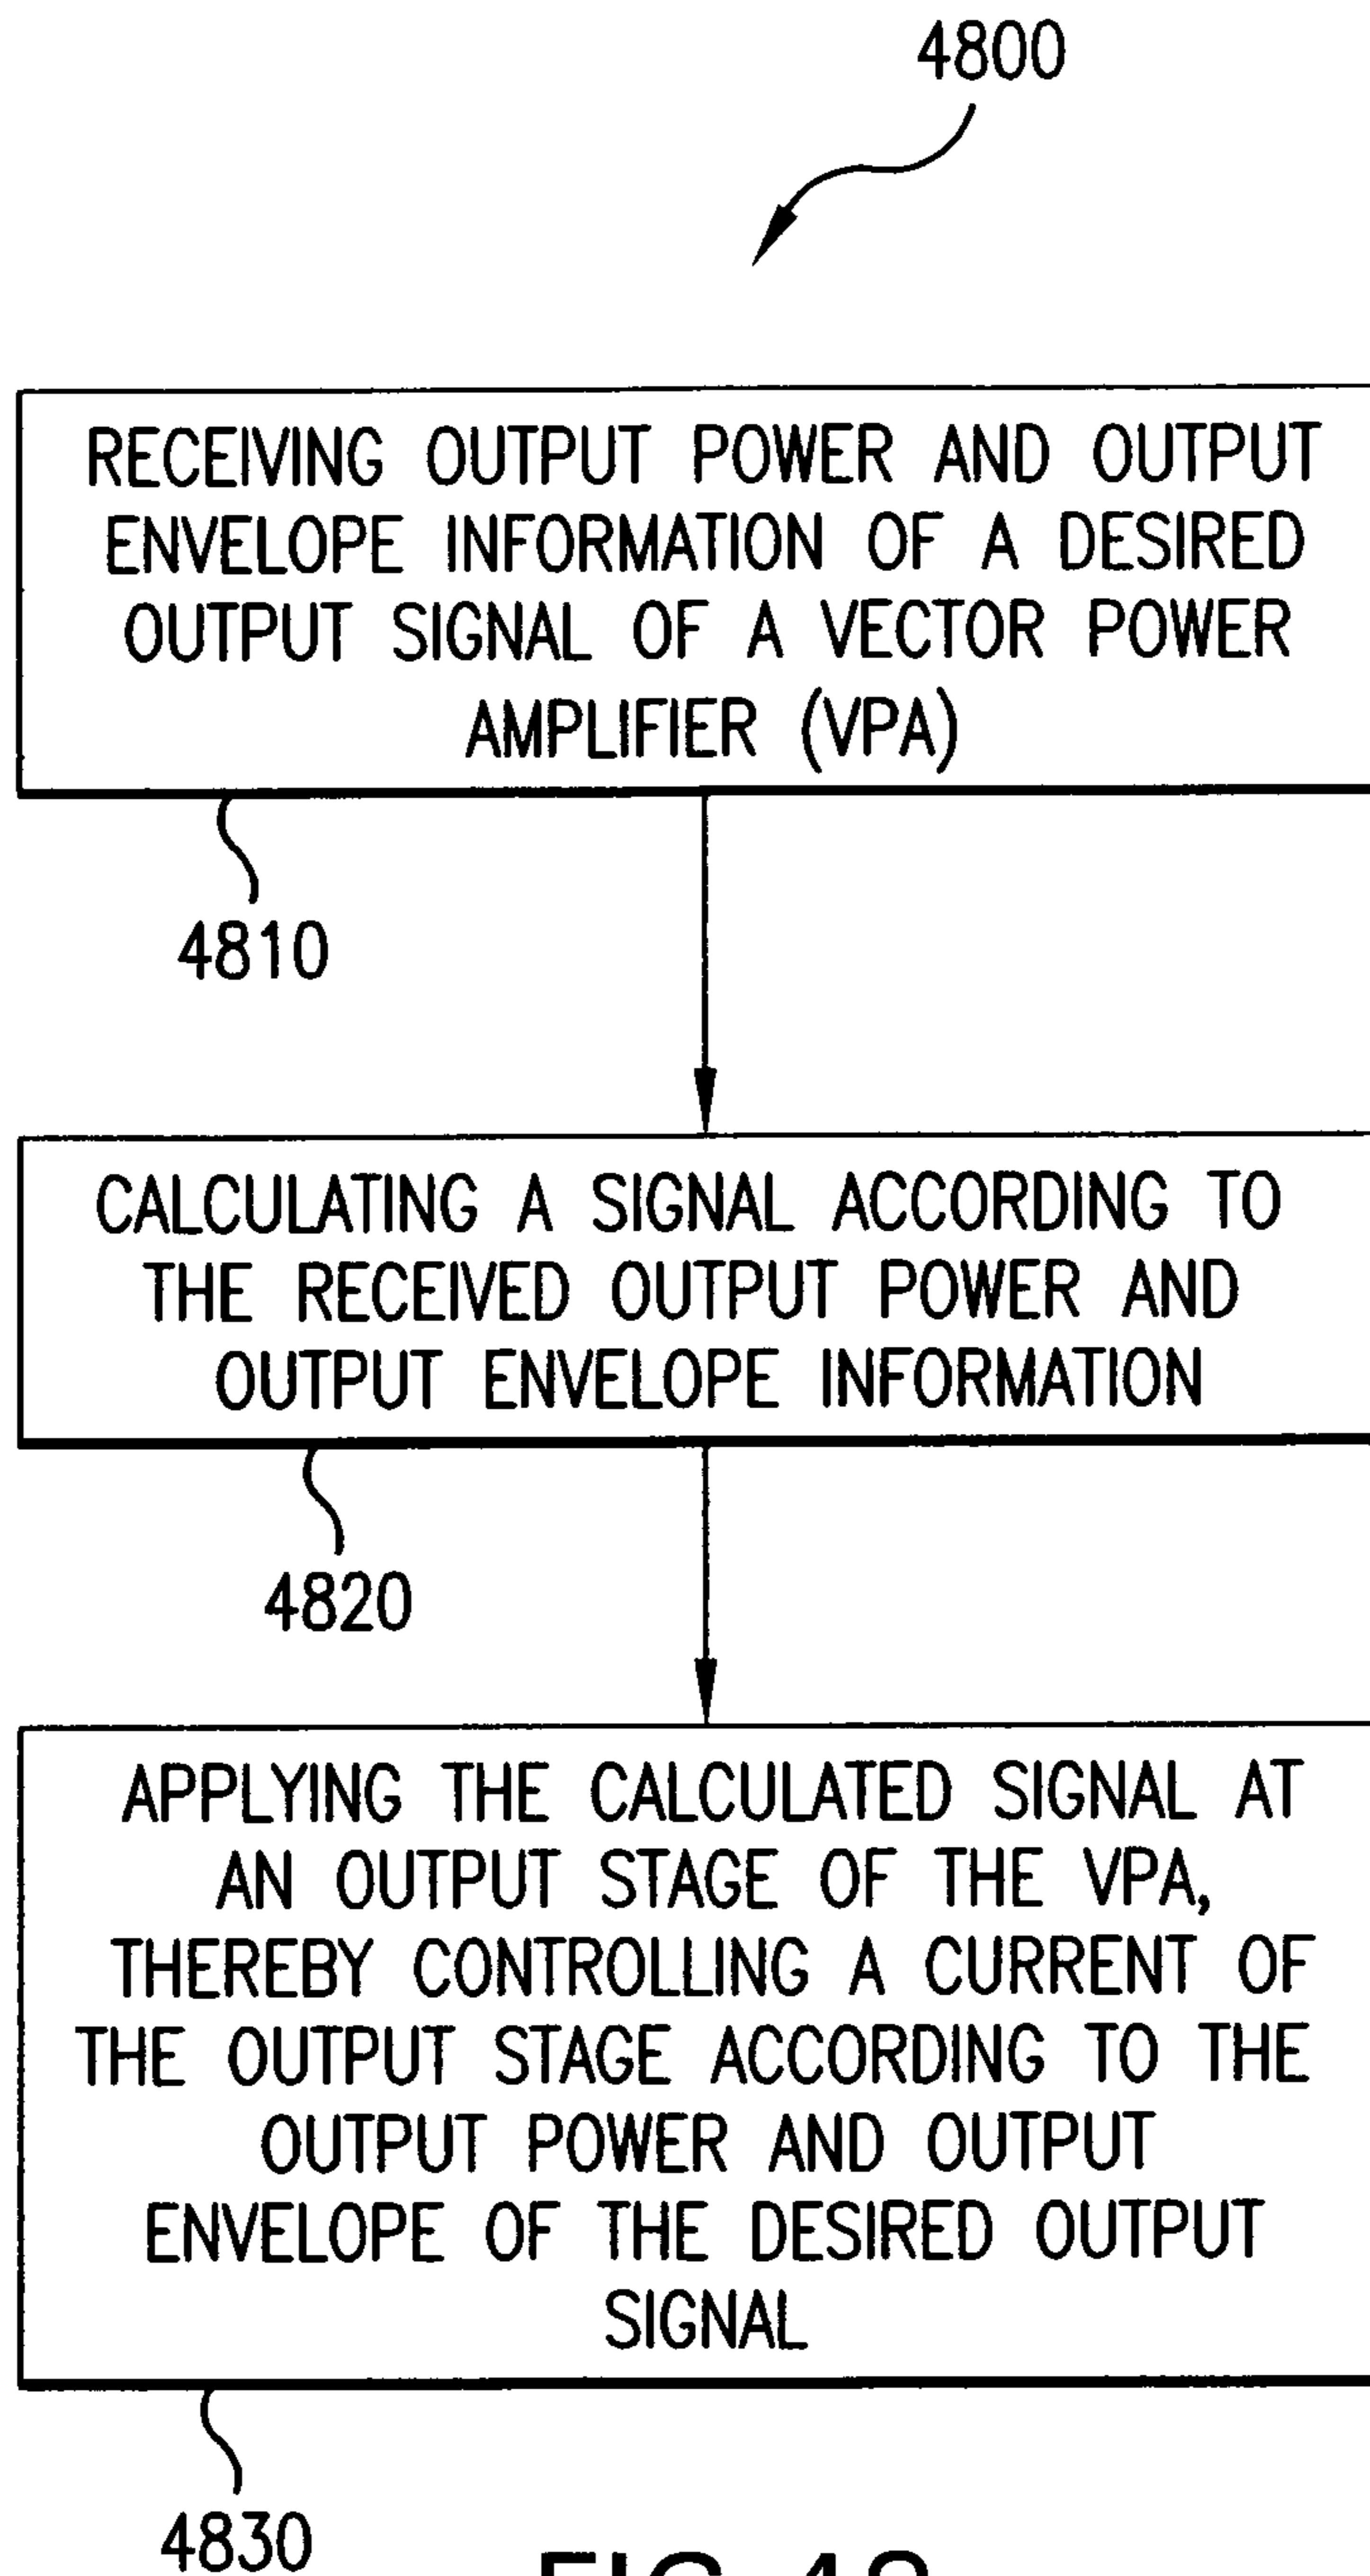 4800
RECEIVING OUTPUT POWER AND OUTPUT
ENVELOPE INFORMATION OF A DESIRED
OUTPUT SIGNAL OF A VECTOR POWER
AMPLIFIER (VPA)
4810
CALCULATING A SIGNAL ACCORDING TO
THE RECEIVED OUTPUT POWER AND
OUTPUT ENVELOPE INFORMATION
4820
APPLYING THE CALCULATED SIGNAL AT
AN OUTPUT STAGE OF THE VPA,
THEREBY CONTROLLING A CURRENT OF
THE OUTPUT STAGE ACCORDING TO THE
OUTPUT POWER AND OUTPUT
ENVELOPE OF THE DESIRED OUTPUT
SIGNAL
4830